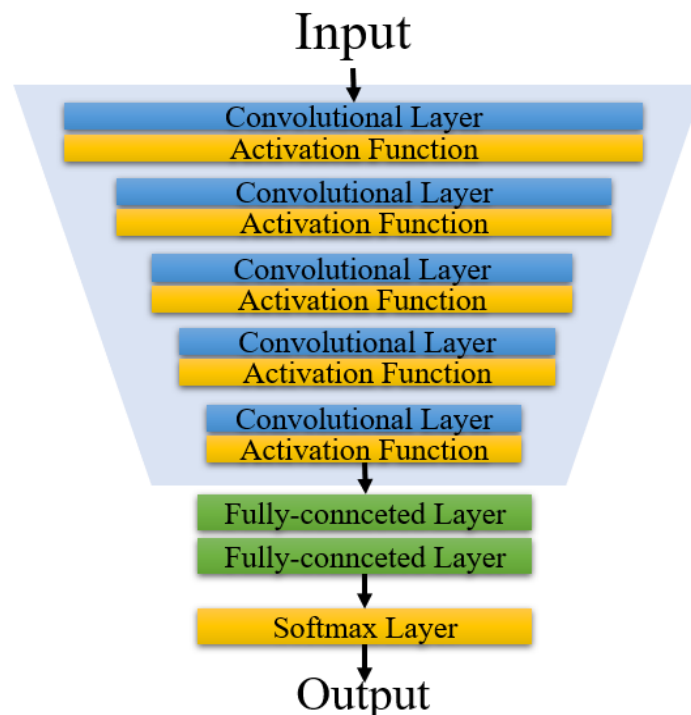 Input
Convolutional Layer
Activation Function
Convolutional Layer
Activation Function
Convolutional Layer
Activation Function
Convolutional Layer
Activation Function
Convolutional Layer
Activation Function
Fully-connceted Layer
Fully-connceted Layer
Softmax Layer
Output